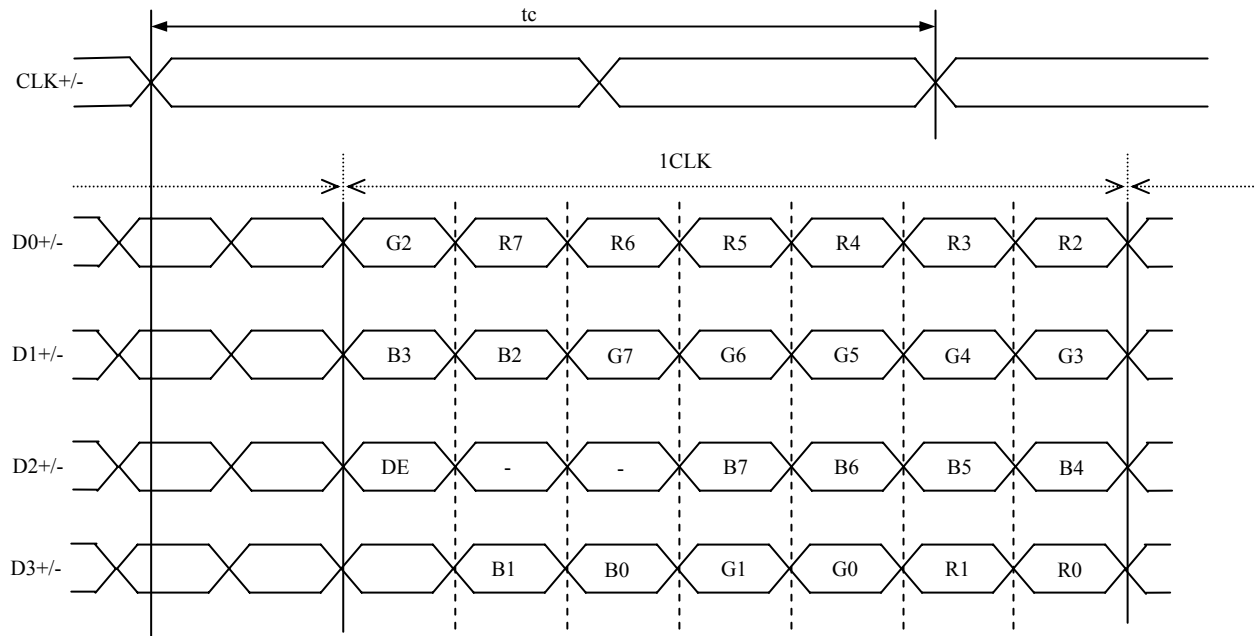 tc
CLK+/-
1CLK
D0+/- G2 R7 R6 R5 R4 R3 R2
D1+/- B3 B2 G7 G6 G5 G4 G3
D2+/- DE - - B7 B6 B5 B4
D3+/- B1 B0 G1 G0 R1 R0